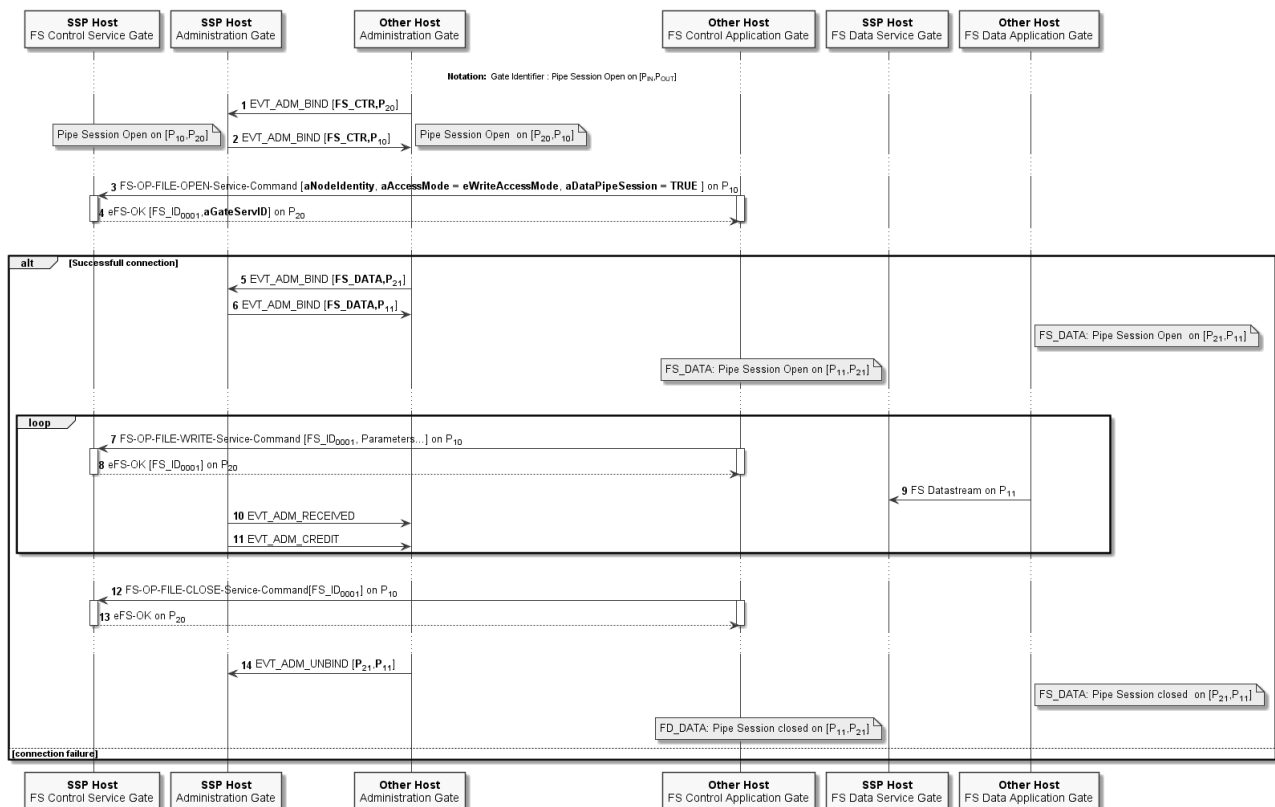 SSP Host
FS Control Service Gate
SSP Host
Administration Gate
Other Host
Administration Gate
Other Host
FS Control Application Gate
SSP Host
FS Data Service Gate
Other Host
FS Data Application Gate
Notation: Gate Identifier : Pipe Session Open on [P_IN,P_OUT]
1 EVT_ADM_BIND [FS_CTR,P20]
Pipe Session Open on [P10,P20]
2 EVT_ADM_BIND [FS_CTR,P10]
Pipe Session Open on [P20,P10]
3 FS-OP-FILE-OPEN-Service-Command [aNodeIdentity, aAccessMode = eWriteAccessMode, aDataPipeSession = TRUE ] on P10
4 eFS-OK [FS_ID0001,aGateServID] on P20
alt [Successfull connection]
5 EVT_ADM_BIND [FS_DATA,P21]
6 EVT_ADM_BIND [FS_DATA,P11]
FS_DATA: Pipe Session Open on [P21,P11]
FS_DATA: Pipe Session Open on [P11,P21]
loop
7 FS-OP-FILE-WRITE-Service-Command [FS_ID0001, Parameters...] on P10
8 eFS-OK [FS_ID0001] on P20
9 FS Datastream on P11
10 EVT_ADM_RECEIVED
11 EVT_ADM_CREDIT
12 FS-OP-FILE-CLOSE-Service-Command[FS_ID0001] on P10
13 eFS-OK on P20
14 EVT_ADM_UNBIND [P21,P11]
FS_DATA: Pipe Session closed on [P21,P11]
FD_DATA: Pipe Session closed on [P11,P21]
[connection failure]
SSP Host
FS Control Service Gate
SSP Host
Administration Gate
Other Host
Administration Gate
Other Host
FS Control Application Gate
SSP Host
FS Data Service Gate
Other Host
FS Data Application Gate